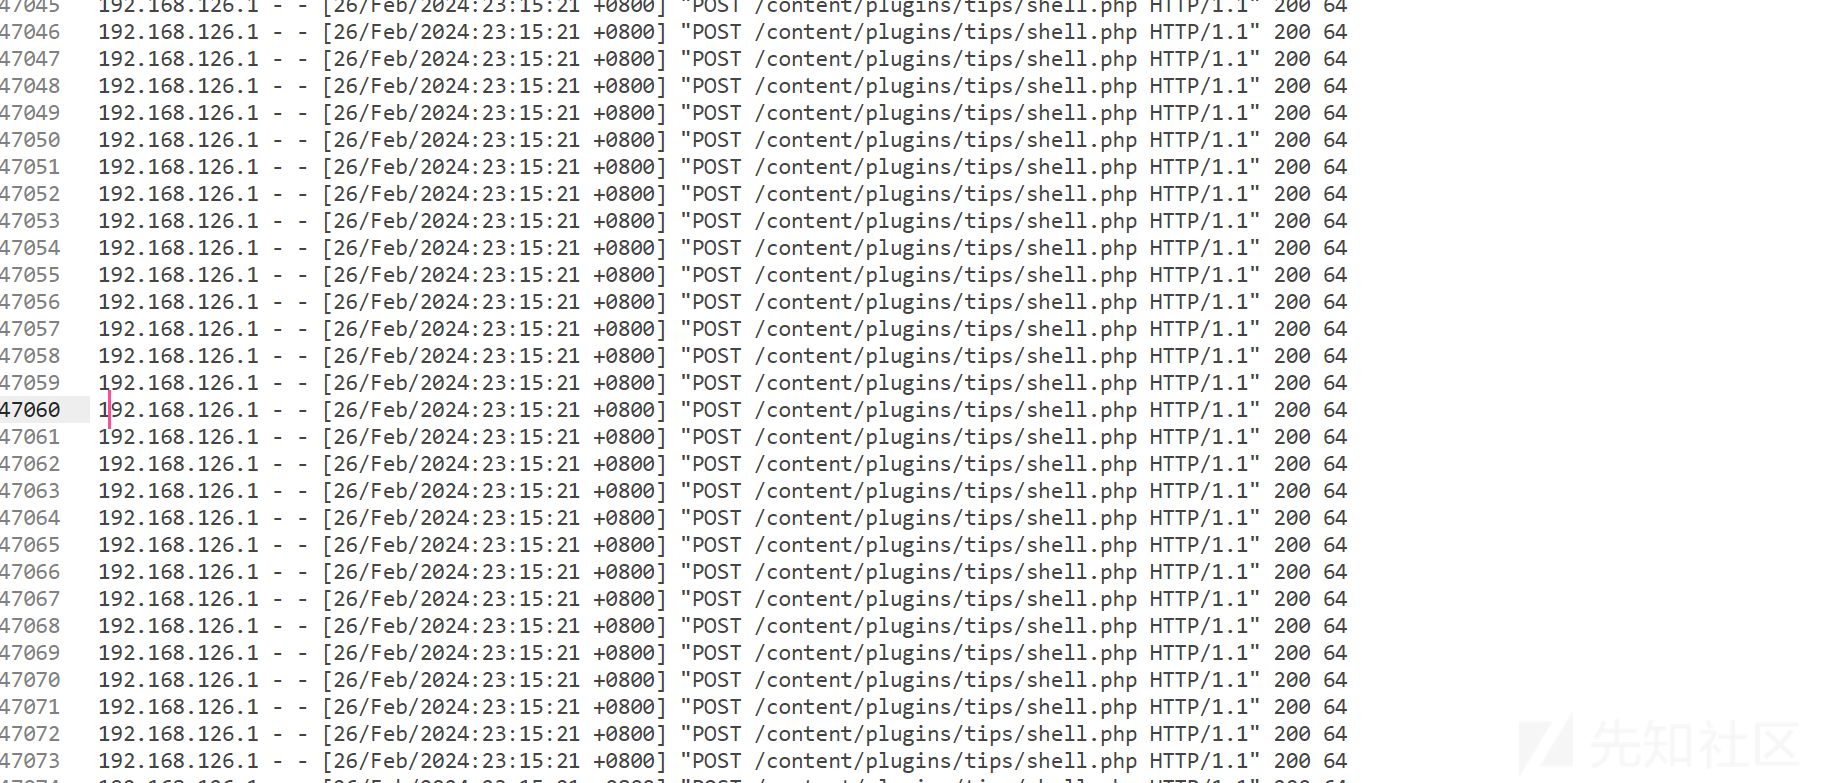 47045 192.168.126.1 - - [26/Feb/2024:23:15:21 +0800] "POST /content/plugins/tips/shell.php HTTP/1.1" 200 64
47046 192.168.126.1 - - [26/Feb/2024:23:15:21 +0800] "POST /content/plugins/tips/shell.php HTTP/1.1" 200 64
47047 192.168.126.1 - - [26/Feb/2024:23:15:21 +0800] "POST /content/plugins/tips/shell.php HTTP/1.1" 200 64
47048 192.168.126.1 - - [26/Feb/2024:23:15:21 +0800] "POST /content/plugins/tips/shell.php HTTP/1.1" 200 64
47049 192.168.126.1 - - [26/Feb/2024:23:15:21 +0800] "POST /content/plugins/tips/shell.php HTTP/1.1" 200 64
47050 192.168.126.1 - - [26/Feb/2024:23:15:21 +0800] "POST /content/plugins/tips/shell.php HTTP/1.1" 200 64
47051 192.168.126.1 - - [26/Feb/2024:23:15:21 +0800] "POST /content/plugins/tips/shell.php HTTP/1.1" 200 64
47052 192.168.126.1 - - [26/Feb/2024:23:15:21 +0800] "POST /content/plugins/tips/shell.php HTTP/1.1" 200 64
47053 192.168.126.1 - - [26/Feb/2024:23:15:21 +0800] "POST /content/plugins/tips/shell.php HTTP/1.1" 200 64
47054 192.168.126.1 - - [26/Feb/2024:23:15:21 +0800] "POST /content/plugins/tips/shell.php HTTP/1.1" 200 64
47055 192.168.126.1 - - [26/Feb/2024:23:15:21 +0800] "POST /content/plugins/tips/shell.php HTTP/1.1" 200 64
47056 192.168.126.1 - - [26/Feb/2024:23:15:21 +0800] "POST /content/plugins/tips/shell.php HTTP/1.1" 200 64
47057 192.168.126.1 - - [26/Feb/2024:23:15:21 +0800] "POST /content/plugins/tips/shell.php HTTP/1.1" 200 64
47058 192.168.126.1 - - [26/Feb/2024:23:15:21 +0800] "POST /content/plugins/tips/shell.php HTTP/1.1" 200 64
47059 192.168.126.1 - - [26/Feb/2024:23:15:21 +0800] "POST /content/plugins/tips/shell.php HTTP/1.1" 200 64
47060 192.168.126.1 - - [26/Feb/2024:23:15:21 +0800] "POST /content/plugins/tips/shell.php HTTP/1.1" 200 64
47061 192.168.126.1 - - [26/Feb/2024:23:15:21 +0800] "POST /content/plugins/tips/shell.php HTTP/1.1" 200 64
47062 192.168.126.1 - - [26/Feb/2024:23:15:21 +0800] "POST /content/plugins/tips/shell.php HTTP/1.1" 200 64
47063 192.168.126.1 - - [26/Feb/2024:23:15:21 +0800] "POST /content/plugins/tips/shell.php HTTP/1.1" 200 64
47064 192.168.126.1 - - [26/Feb/2024:23:15:21 +0800] "POST /content/plugins/tips/shell.php HTTP/1.1" 200 64
47065 192.168.126.1 - - [26/Feb/2024:23:15:21 +0800] "POST /content/plugins/tips/shell.php HTTP/1.1" 200 64
47066 192.168.126.1 - - [26/Feb/2024:23:15:21 +0800] "POST /content/plugins/tips/shell.php HTTP/1.1" 200 64
47067 192.168.126.1 - - [26/Feb/2024:23:15:21 +0800] "POST /content/plugins/tips/shell.php HTTP/1.1" 200 64
47068 192.168.126.1 - - [26/Feb/2024:23:15:21 +0800] "POST /content/plugins/tips/shell.php HTTP/1.1" 200 64
47069 192.168.126.1 - - [26/Feb/2024:23:15:21 +0800] "POST /content/plugins/tips/shell.php HTTP/1.1" 200 64
47070 192.168.126.1 - - [26/Feb/2024:23:15:21 +0800] "POST /content/plugins/tips/shell.php HTTP/1.1" 200 64
47071 192.168.126.1 - - [26/Feb/2024:23:15:21 +0800] "POST /content/plugins/tips/shell.php HTTP/1.1" 200 64
47072 192.168.126.1 - - [26/Feb/2024:23:15:21 +0800] "POST /content/plugins/tips/shell.php HTTP/1.1" 200 64
47073 192.168.126.1 - - [26/Feb/2024:23:15:21 +0800] "POST /content/plugins/tips/shell.php HTTP/1.1" 200 64
先知社区